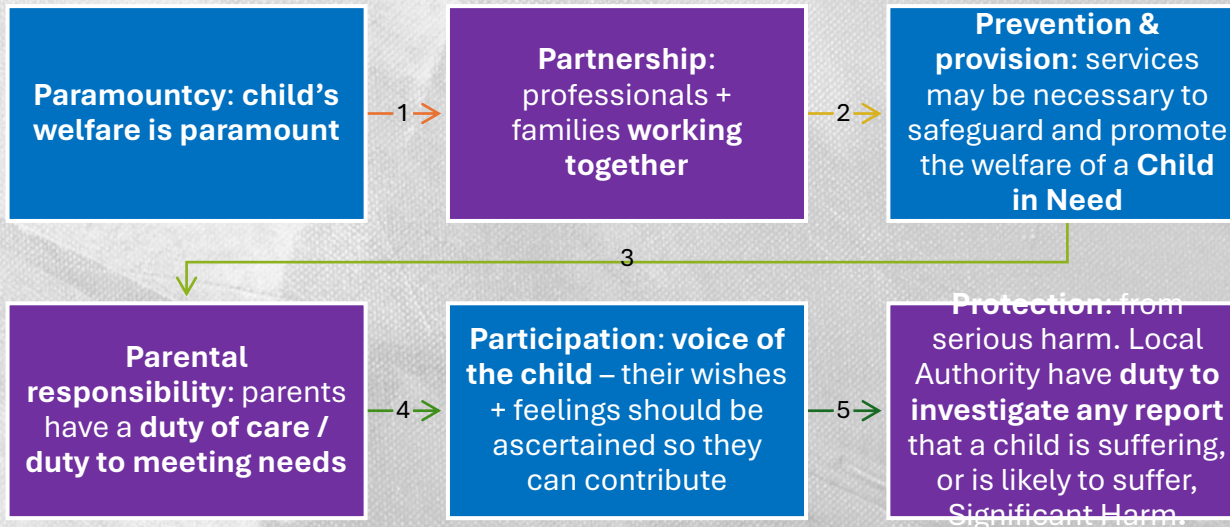 Paramountcy: child's
welfare is paramount
1
Partnership:
professionals +
families working
together
2
Prevention &
provision: services
may be necessary to
safeguard and promote
the welfare of a Child
in Need
3
Parental
responsibility: parents
have a duty of care /
duty to meeting needs
4
Participation: voice of
the child – their wishes
+ feelings should be
ascertained so they
can contribute
5
Protection: from
serious harm. Local
Authority have duty to
investigate any report
that a child is suffering,
or is likely to suffer,
Significant Harm.